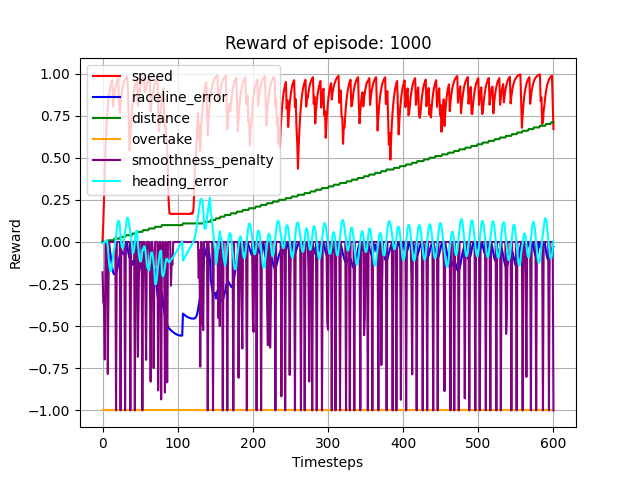 Reward of episode: 1000
1.00
0.75
0.50
0.25
0.00
−0.25
−0.50
−0.75
−1.00
Reward
speed
raceline_error
distance
overtake
smoothness_penalty
heading_error
0 100 200 300 400 500 600
Timesteps